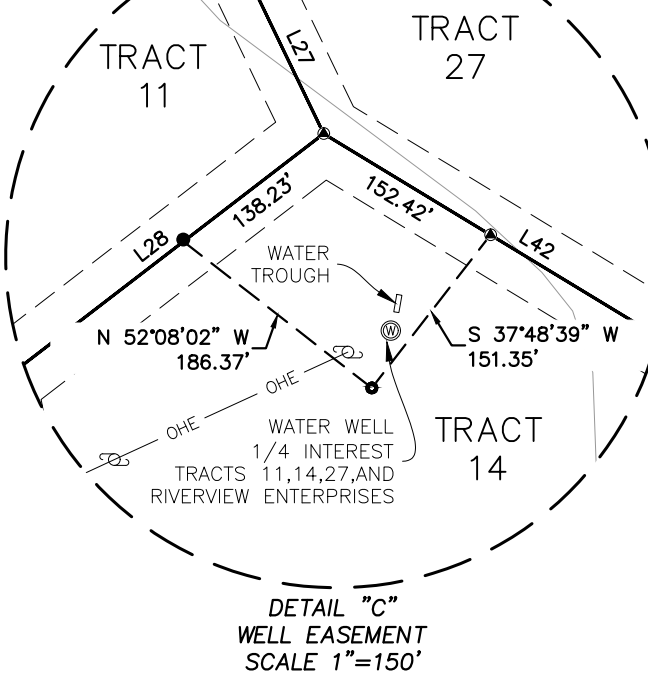 TRACT
11
TRACT
27
L27
138.23'
152.42'
L28
L42
WATER
TROUGH
N 52°08'02" W
186.37'
S 37°48'39" W
151.35'
OHE
OHE
W
WATER WELL
1/4 INTEREST
TRACTS 11,14,27,AND
RIVERVIEW ENTERPRISES
TRACT
14
DETAIL "C"
WELL EASEMENT
SCALE 1"=150'